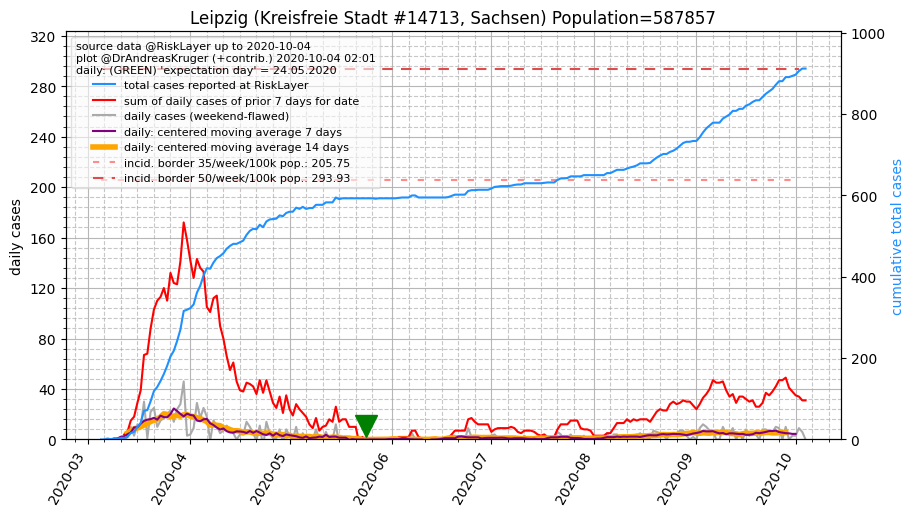 Leipzig (Kreisfreie Stadt #14713, Sachsen) Population=587857
source data @RiskLayer up to 2020-10-04
plot @DrAndreasKruger (+contrib.) 2020-10-04 02:01
daily: (GREEN) 'expectation day' = 24.05.2020
total cases reported at RiskLayer
sum of daily cases of prior 7 days for date
daily cases (weekend-flawed)
daily: centered moving average 7 days
daily: centered moving average 14 days
incid. border 35/week/100k pop.: 205.75
incid. border 50/week/100k pop.: 293.93
daily cases
320
280
240
200
160
120
80
40
0
1000
800
600
400
200
0
cumulative total cases
2020-03
2020-04
2020-05
2020-06
2020-07
2020-08
2020-09
2020-10